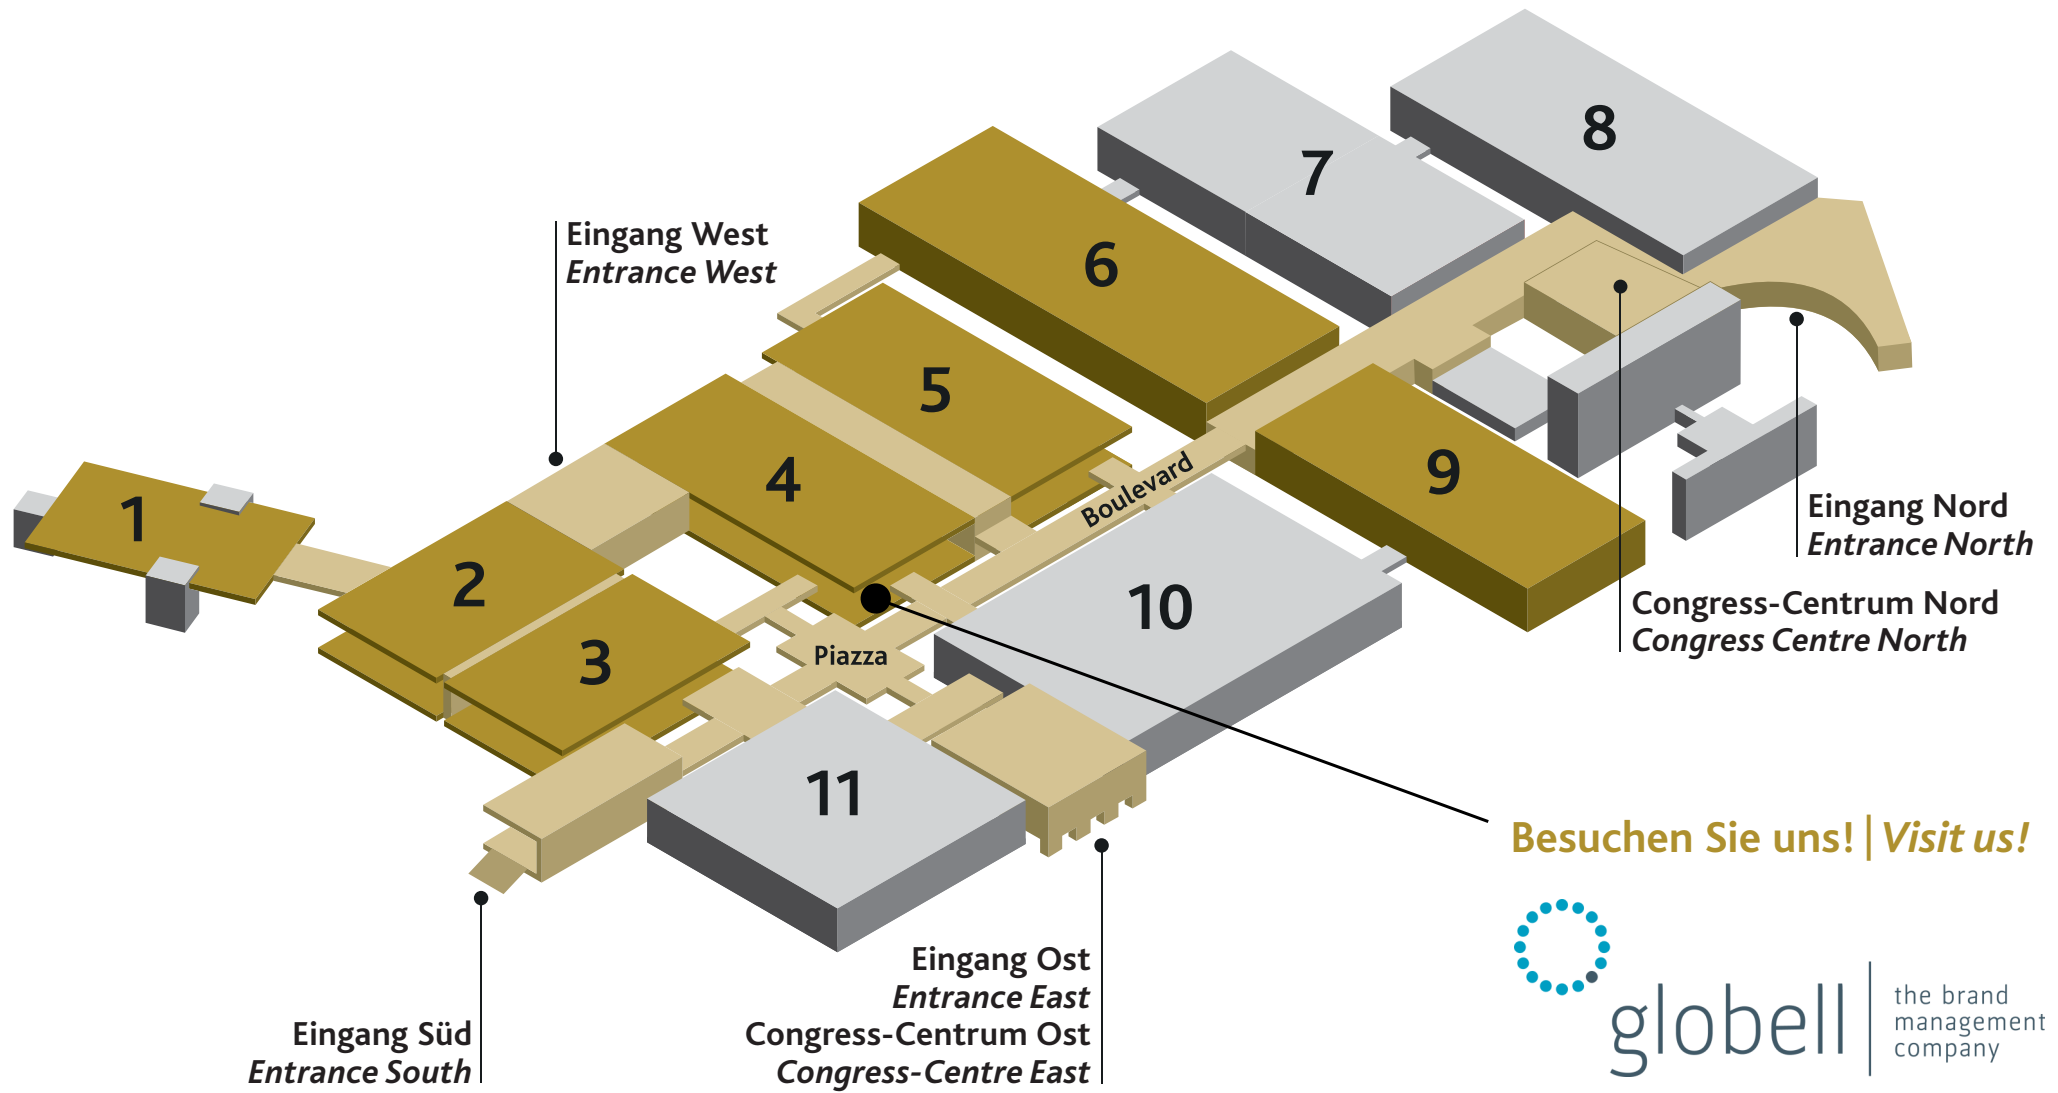 8
7
Eingang West
Entrance West
6
5
4
9
Boulevard
1
2
Eingang Nord
Entrance North
10
Congress-Centrum Nord
Congress Centre North
3
Piazza
11
Besuchen Sie uns! | Visit us!
Eingang Ost
Entrance East
Congress-Centrum Ost
Congress-Centre East
Eingang Süd
Entrance South
globell
the brand
management
company